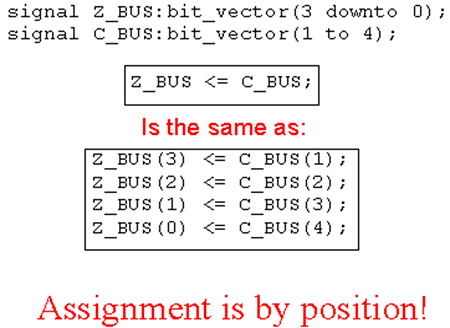 signal Z_BUS:bit_vector(3 downto 0);
signal C_BUS:bit_vector(1 to 4);
Z_BUS <= C_BUS;
Is the same as:
Z_BUS(3) <= C_BUS(1);
Z_BUS(2) <= C_BUS(2);
Z_BUS(1) <= C_BUS(3);
Z_BUS(0) <= C_BUS(4);
Assignment is by position!